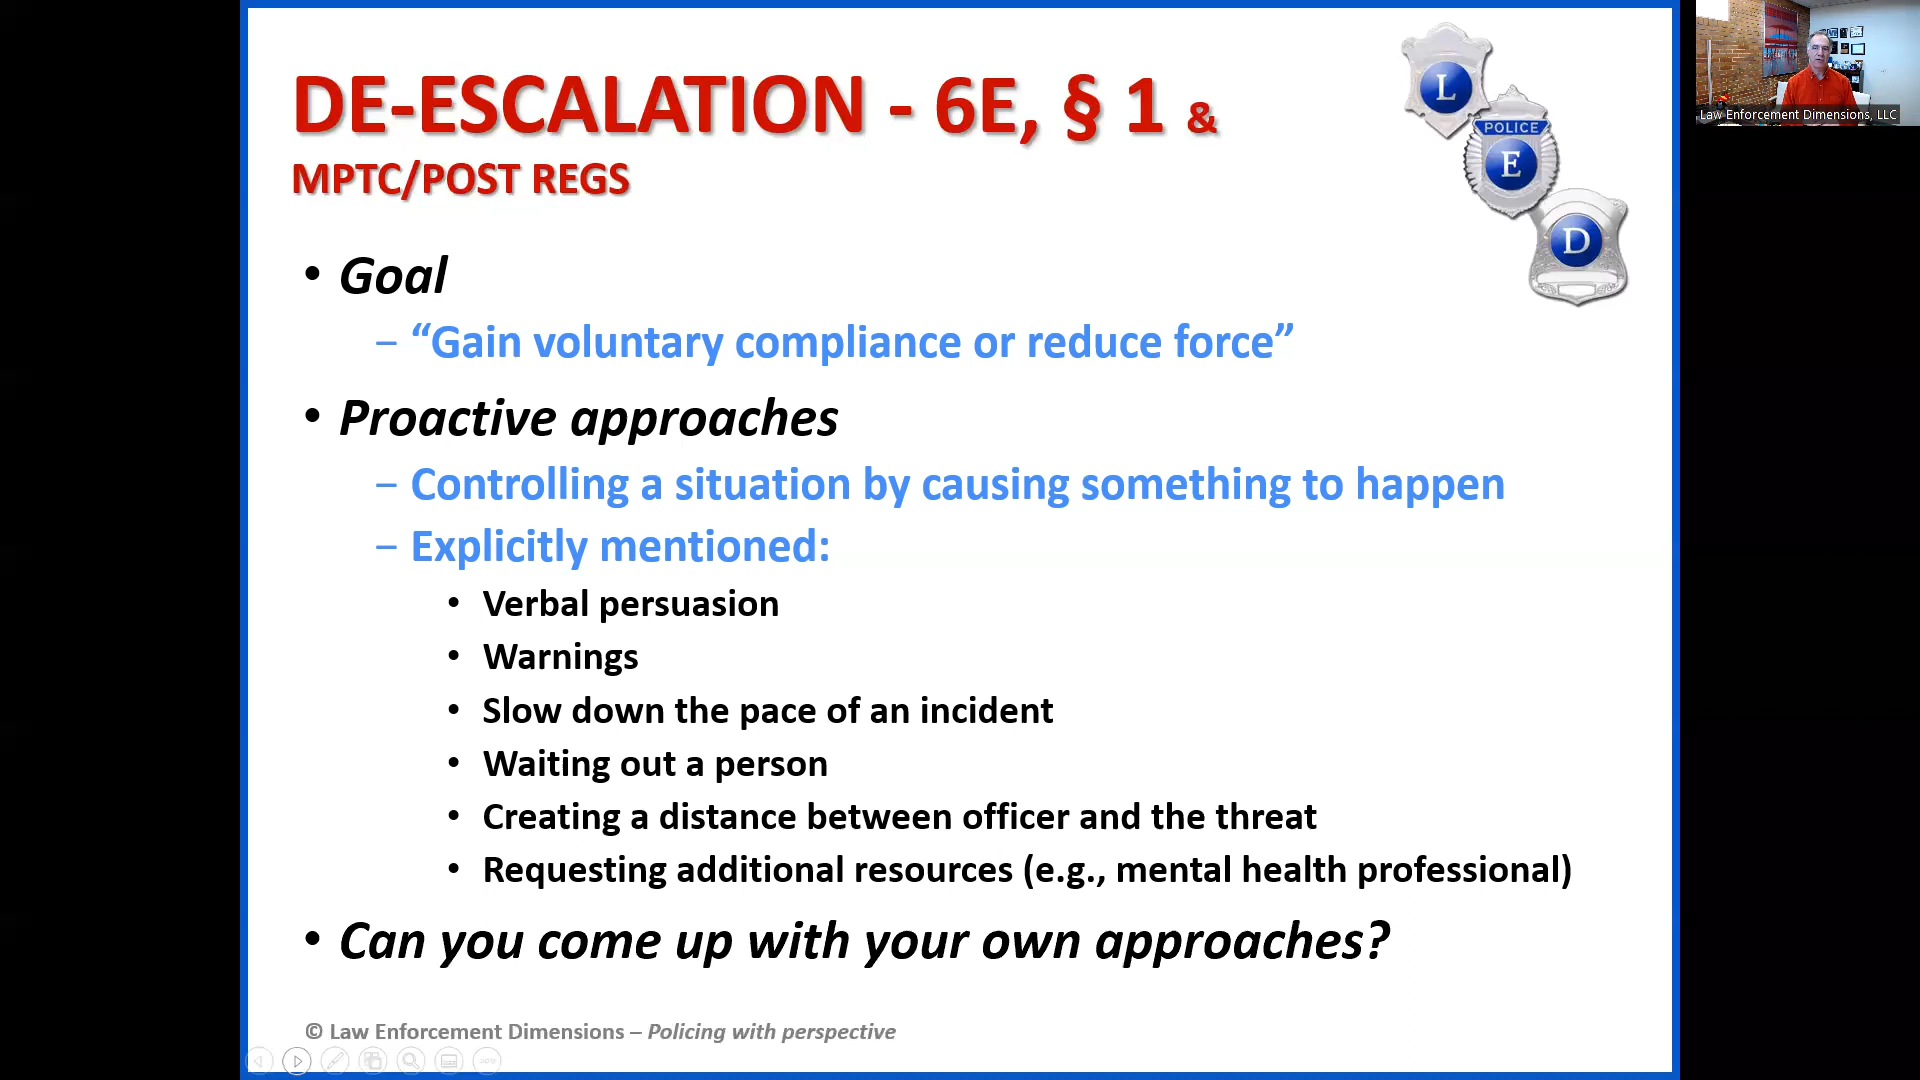 DE-ESCALATION - 6E, § 1 &
MPTC/POST REGS
L
POLICE
E
D
• Goal
– “Gain voluntary compliance or reduce force”
• Proactive approaches
– Controlling a situation by causing something to happen
– Explicitly mentioned:
• Verbal persuasion
• Warnings
• Slow down the pace of an incident
• Waiting out a person
• Creating a distance between officer and the threat
• Requesting additional resources (e.g., mental health professional)
• Can you come up with your own approaches?
© Law Enforcement Dimensions – Policing with perspective
Law Enforcement Dimensions, LLC